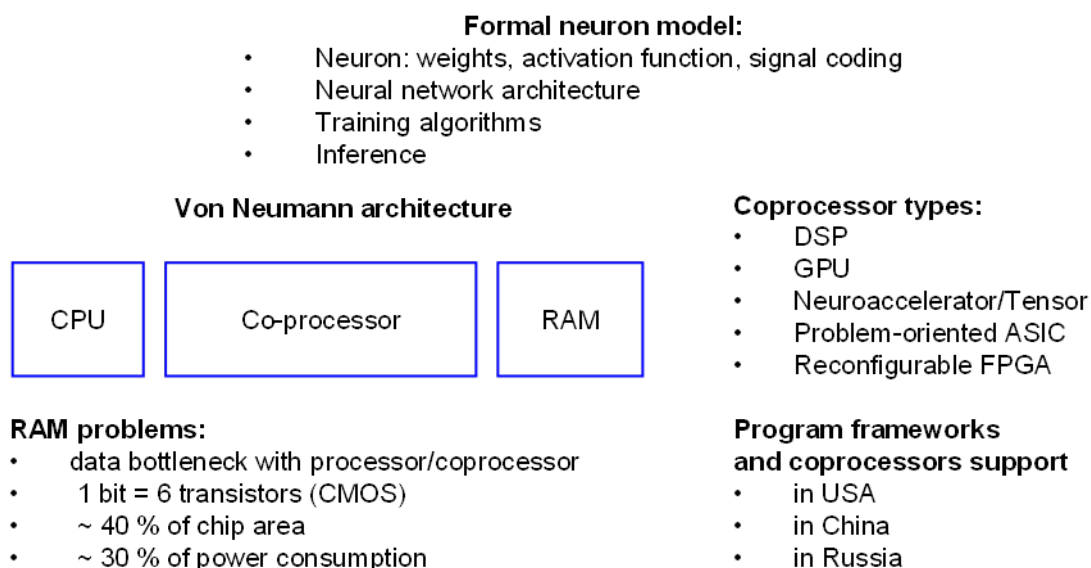 Formal neuron model:
• Neuron: weights, activation function, signal coding
• Neural network architecture
• Training algorithms
• Inference
Von Neumann architecture
CPU
Co-processor
RAM
Coprocessor types:
• DSP
• GPU
• Neuroaccelerator/Tensor
• Problem-oriented ASIC
• Reconfigurable FPGA
RAM problems:
• data bottleneck with processor/coprocessor
• 1 bit = 6 transistors (CMOS)
• ~ 40 % of chip area
• ~ 30 % of power consumption
Program frameworks
and coprocessors support
• in USA
• in China
• in Russia